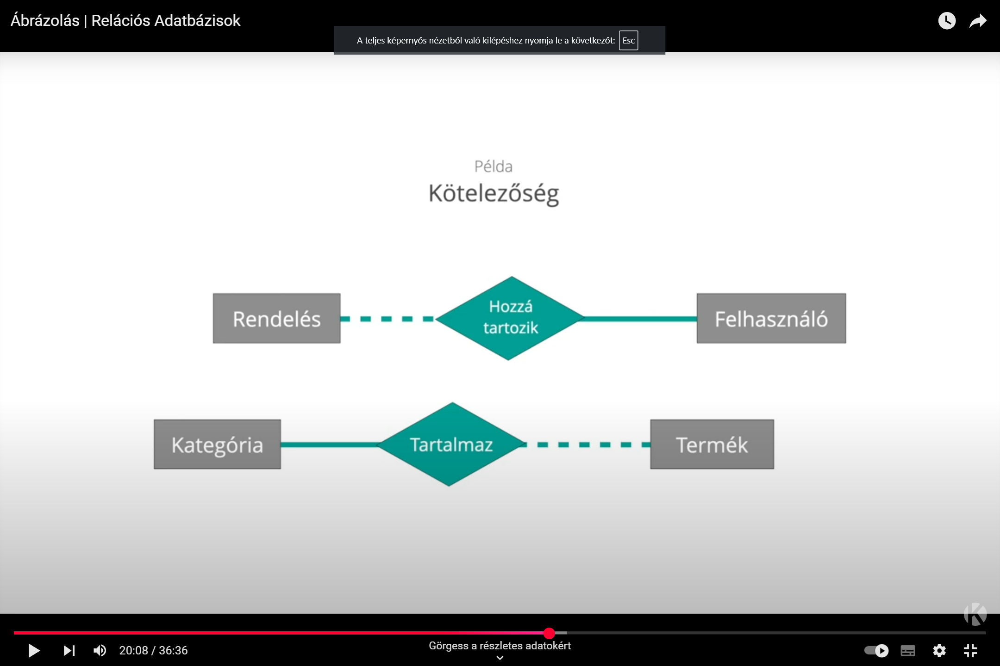 Ábrázolás | Relációs Adatbázisok
A teljes képernyős nézetből való kilépéshez nyomja le a következőt: Esc
Példa
Kötelezőség
Rendelés
Hozzá
tartozik
Felhasználó
Kategória
Tartalmaz
Termék
20:08 / 36:36
Görgess a részletes adatokért